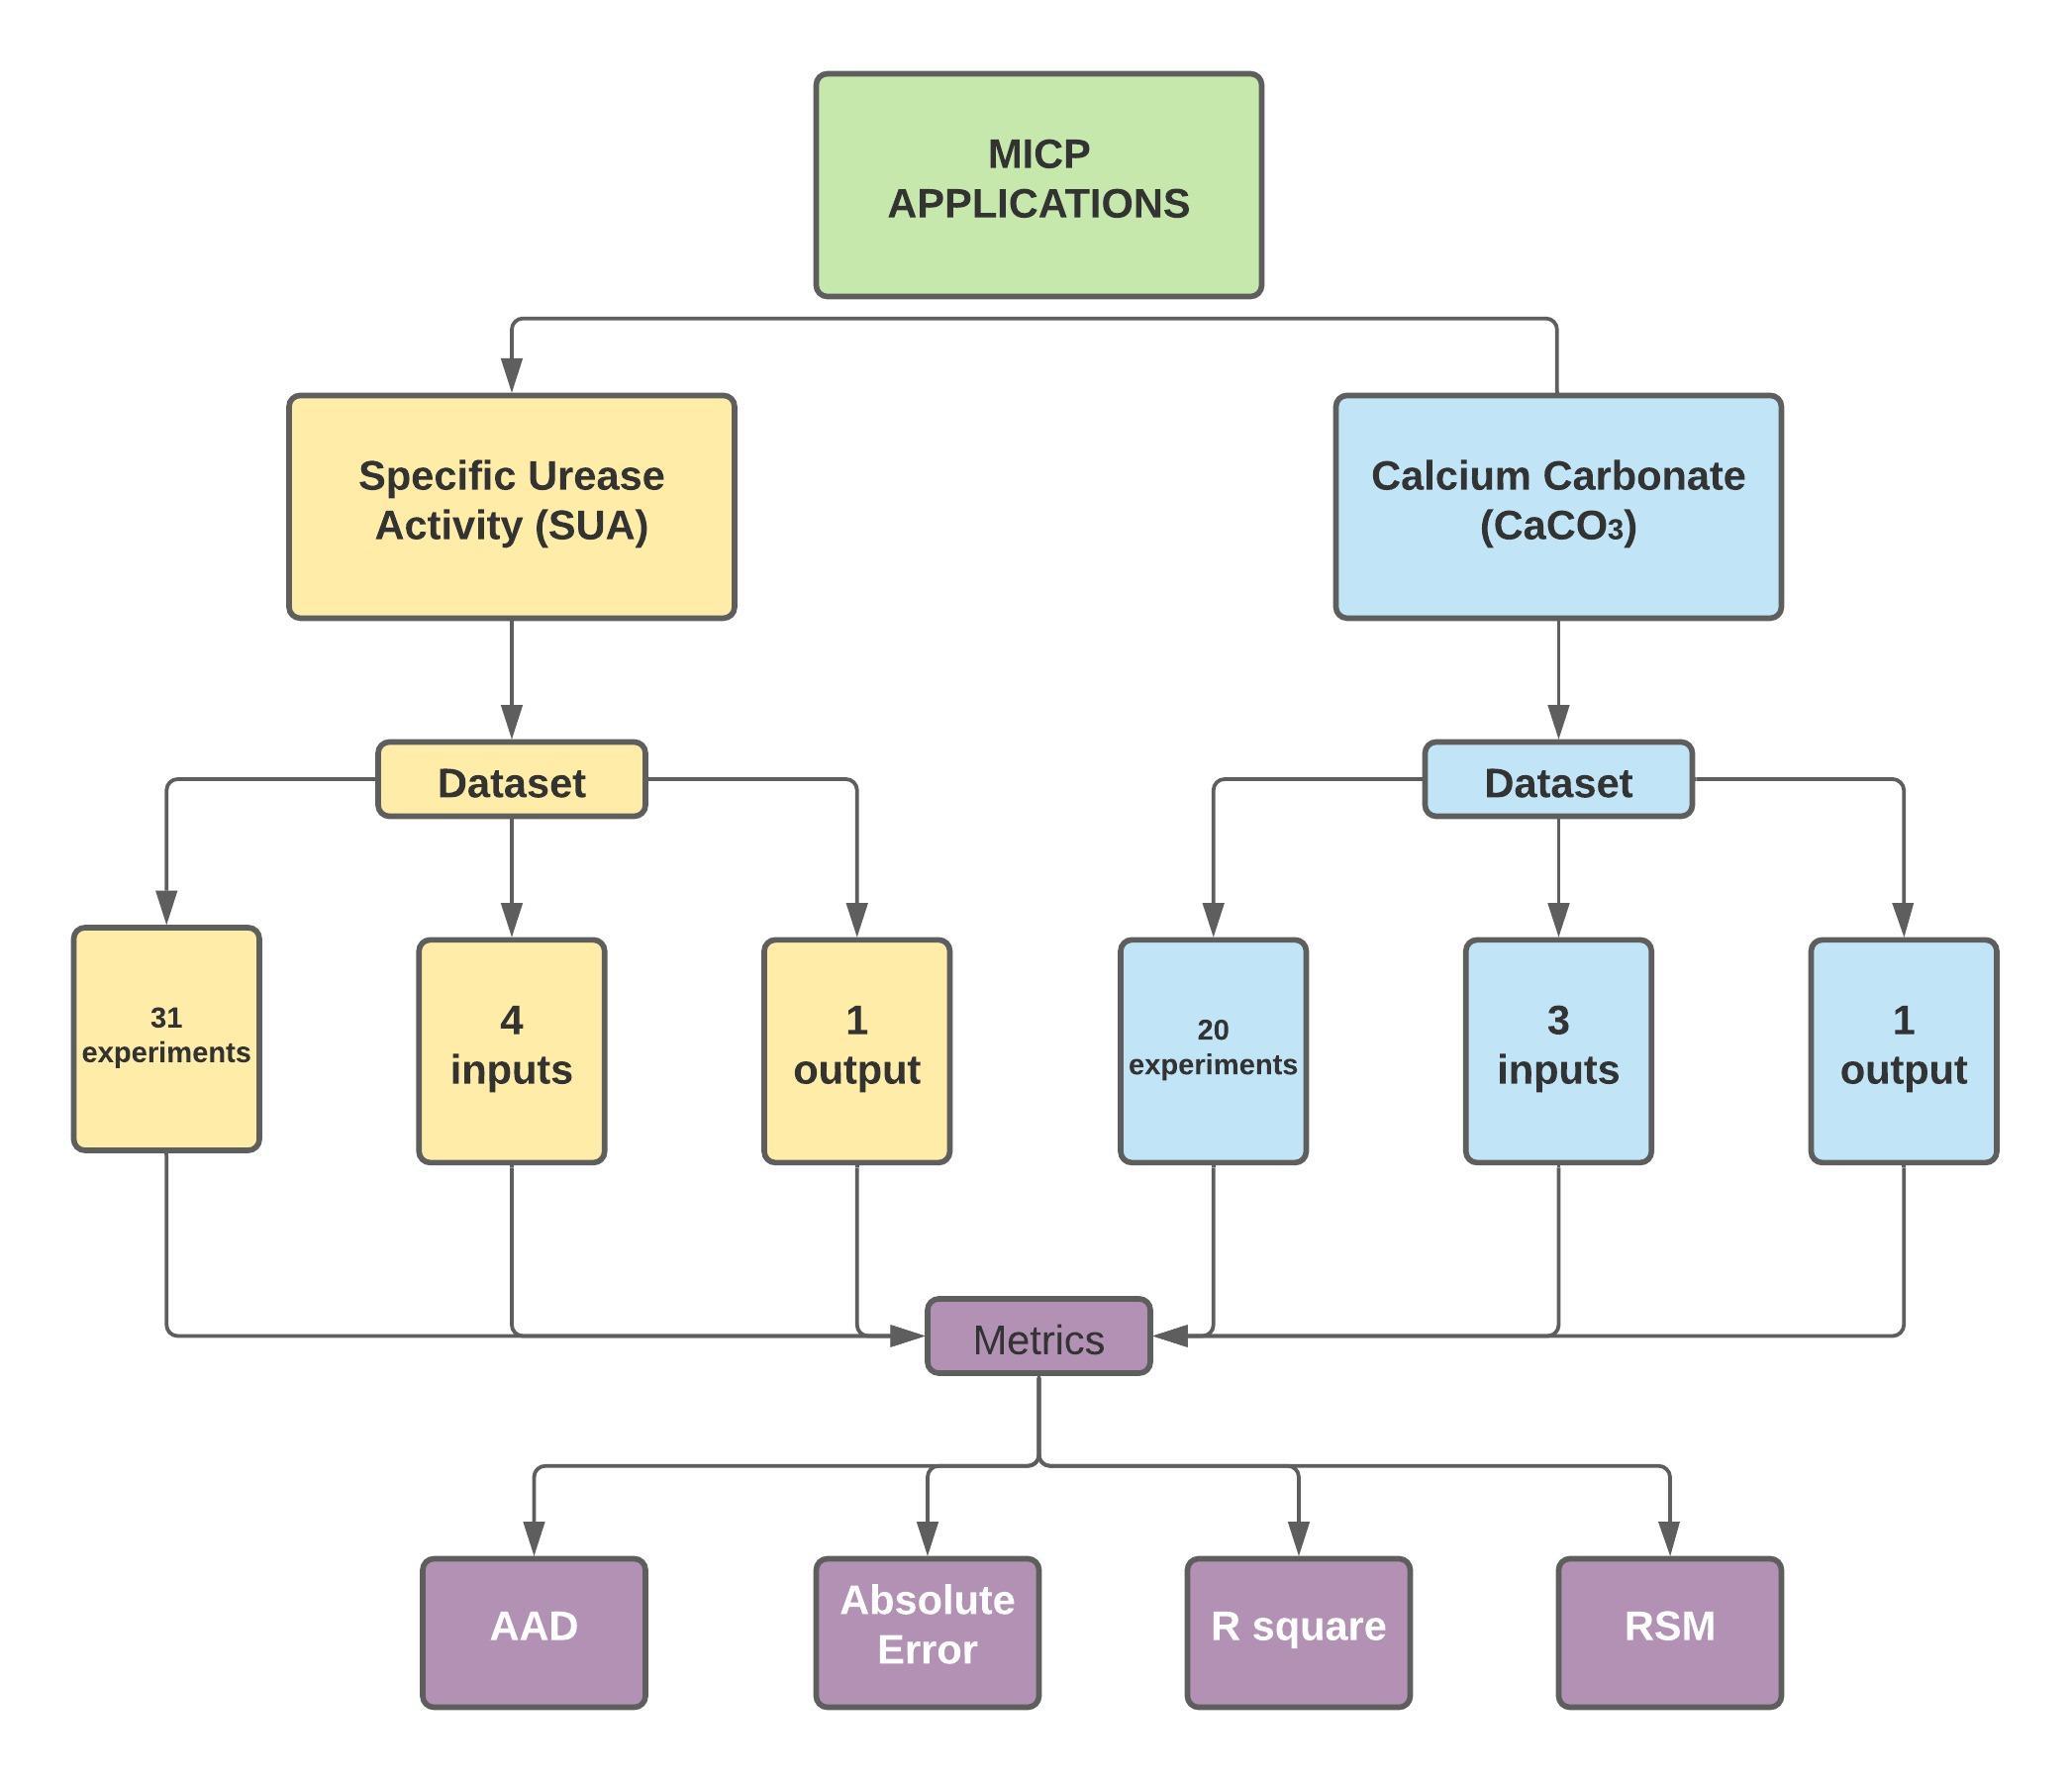 MICP
APPLICATIONS
Specific Urease
Activity (SUA)
Calcium Carbonate
(CaCO₃)
Dataset
Dataset
31
experiments
4
inputs
1
output
20
experiments
3
inputs
1
output
Metrics
AAD
Absolute
Error
R square
RSM